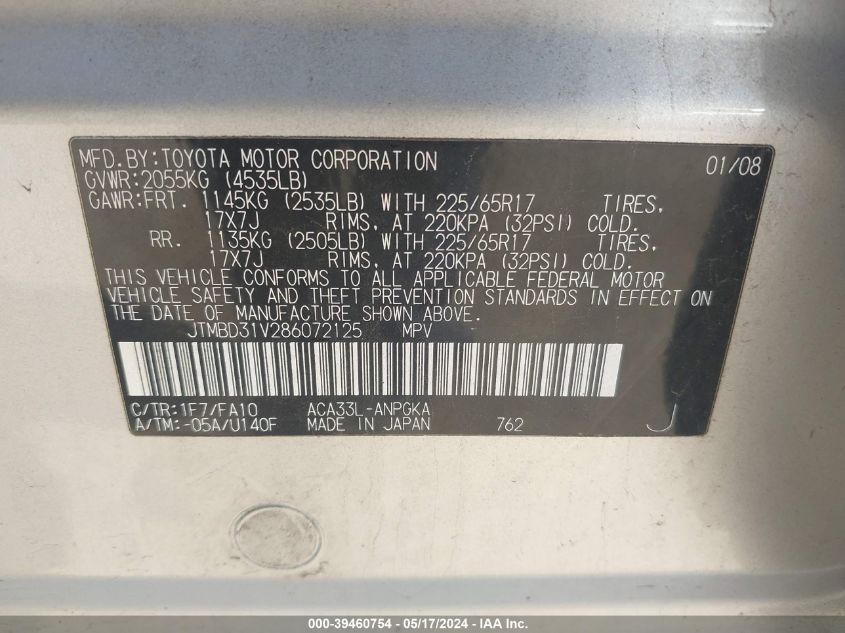 MFD.BY:TOYOTA MOTOR CORPORATION 01/08
GVWR:2055KG (4535LB)
GAWR:FRT. 1145KG (2535LB) WITH 225/65R17 TIRES,
17X7J RIMS, AT 220KPA (32PSI) COLD.
RR. 1135KG (2505LB) WITH 225/65R17 TIRES,
17X7J RIMS, AT 220KPA (32PSI) COLD.
THIS VEHICLE CONFORMS TO ALL APPLICABLE FEDERAL MOTOR
VEHICLE SAFETY AND THEFT PREVENTION STANDARDS IN EFFECT ON
THE DATE OF MANUFACTURE SHOWN ABOVE.
JTMBD31V286072125 MPV
C/TR:1F7/FA10 ACA33L-ANPGKA
A/TM:-05A/U140F MADE IN JAPAN 762 J
000-39460754 - 05/17/2024 - IAA Inc.